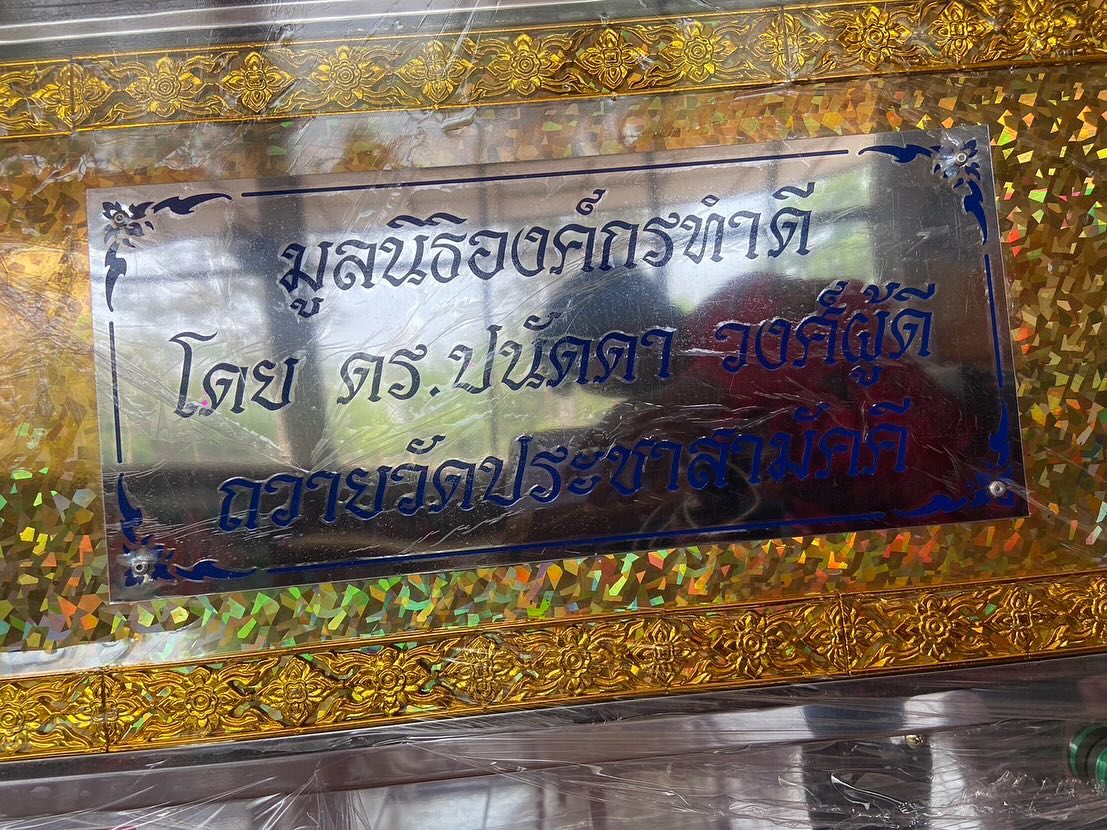 มูลนิธิองค์กรทำดี
โดย ดร.ปนัดดา วงศ์ผู้ดี
ถวายวัดประชาสามัคคี